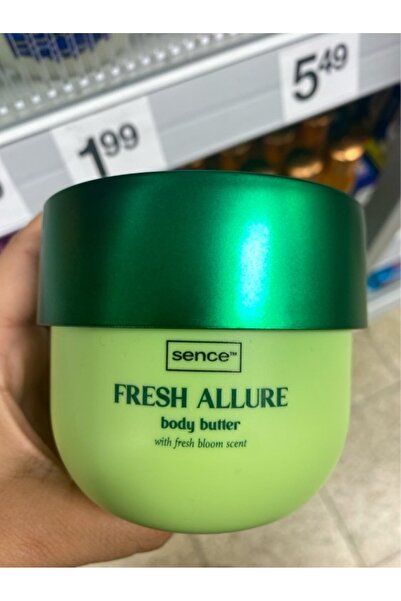 5.49
1.99
sence™
FRESH ALLURE
body butter
with fresh bloom scent